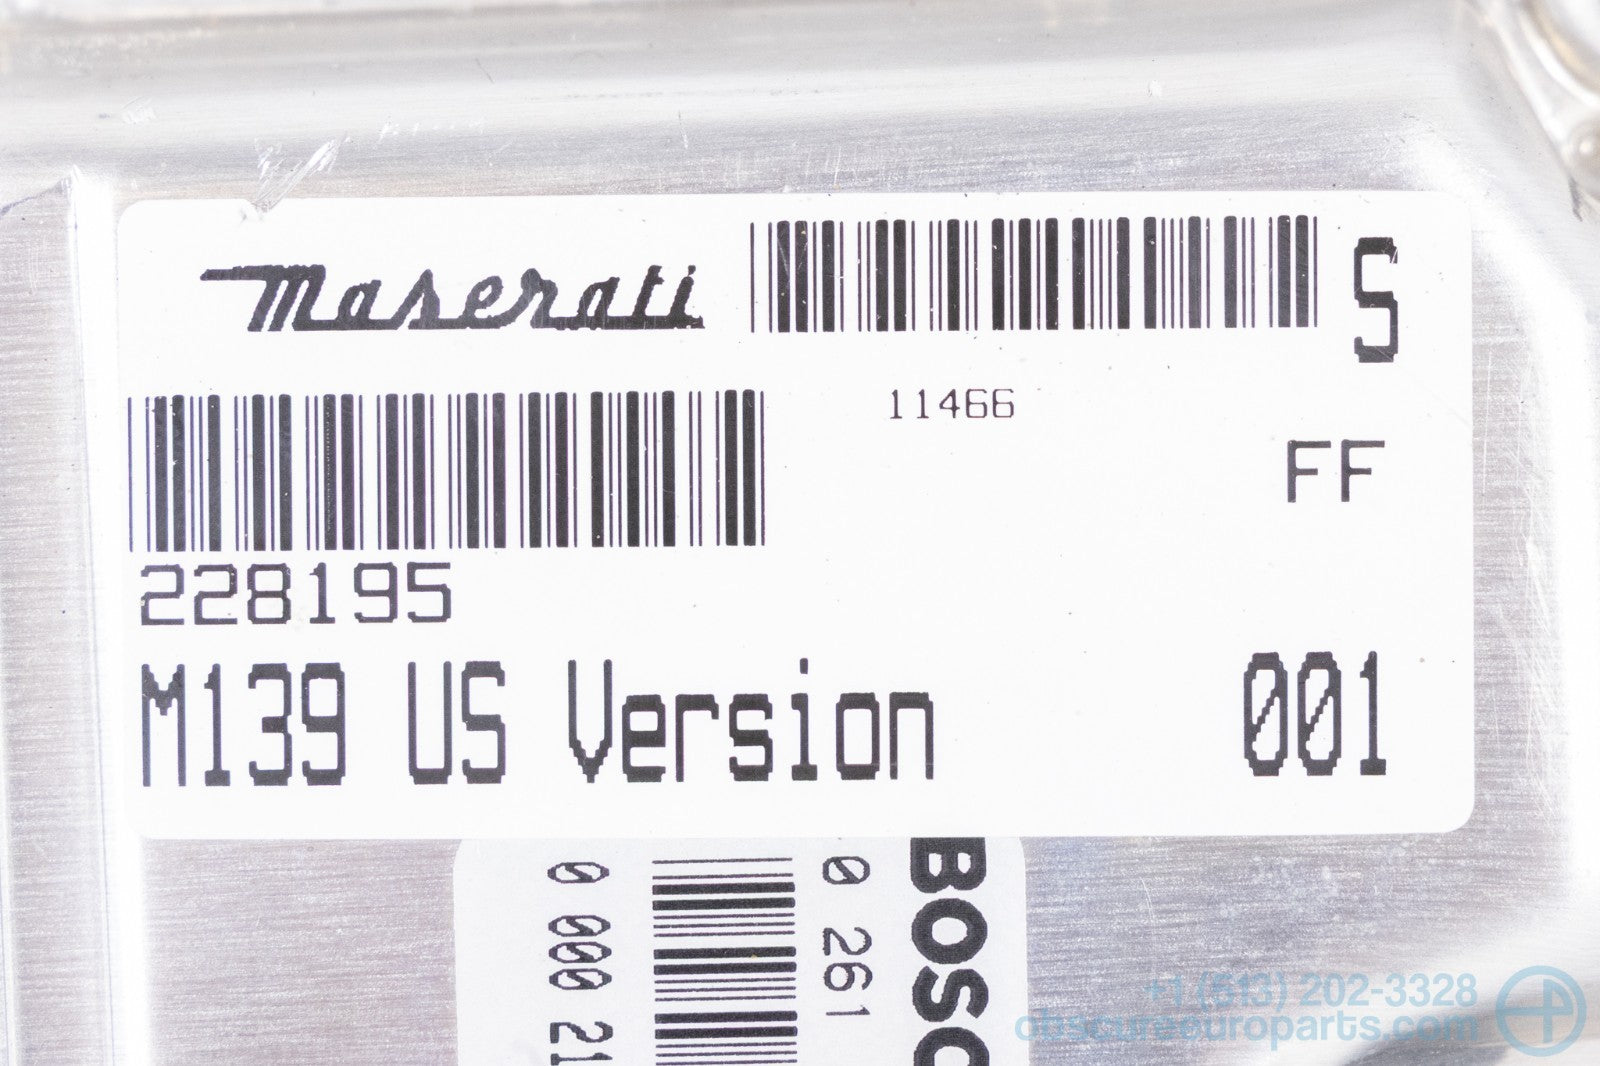 Maserati
S
11466
FF
228195
M139 US Version
001
BOSC
0 261
0 000 21
+1 (513) 202-3328
obscureeuroparts.com